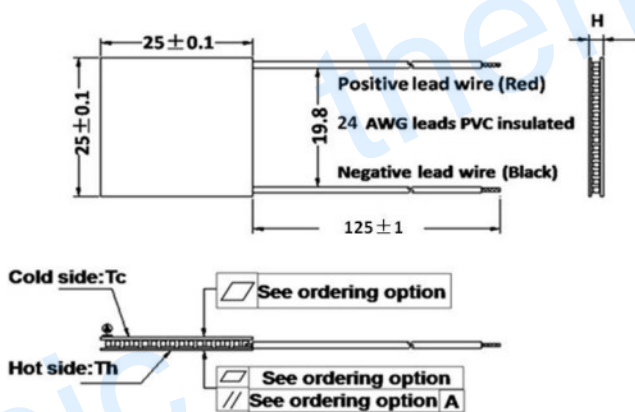 25±0.1
H
25±0.1
Positive lead wire (Red)
19.8
24 AWG leads PVC insulated
Negative lead wire (Black)
125±1
Cold side:Tc
See ordering option
Hot side:Th
See ordering option
// See ordering option A